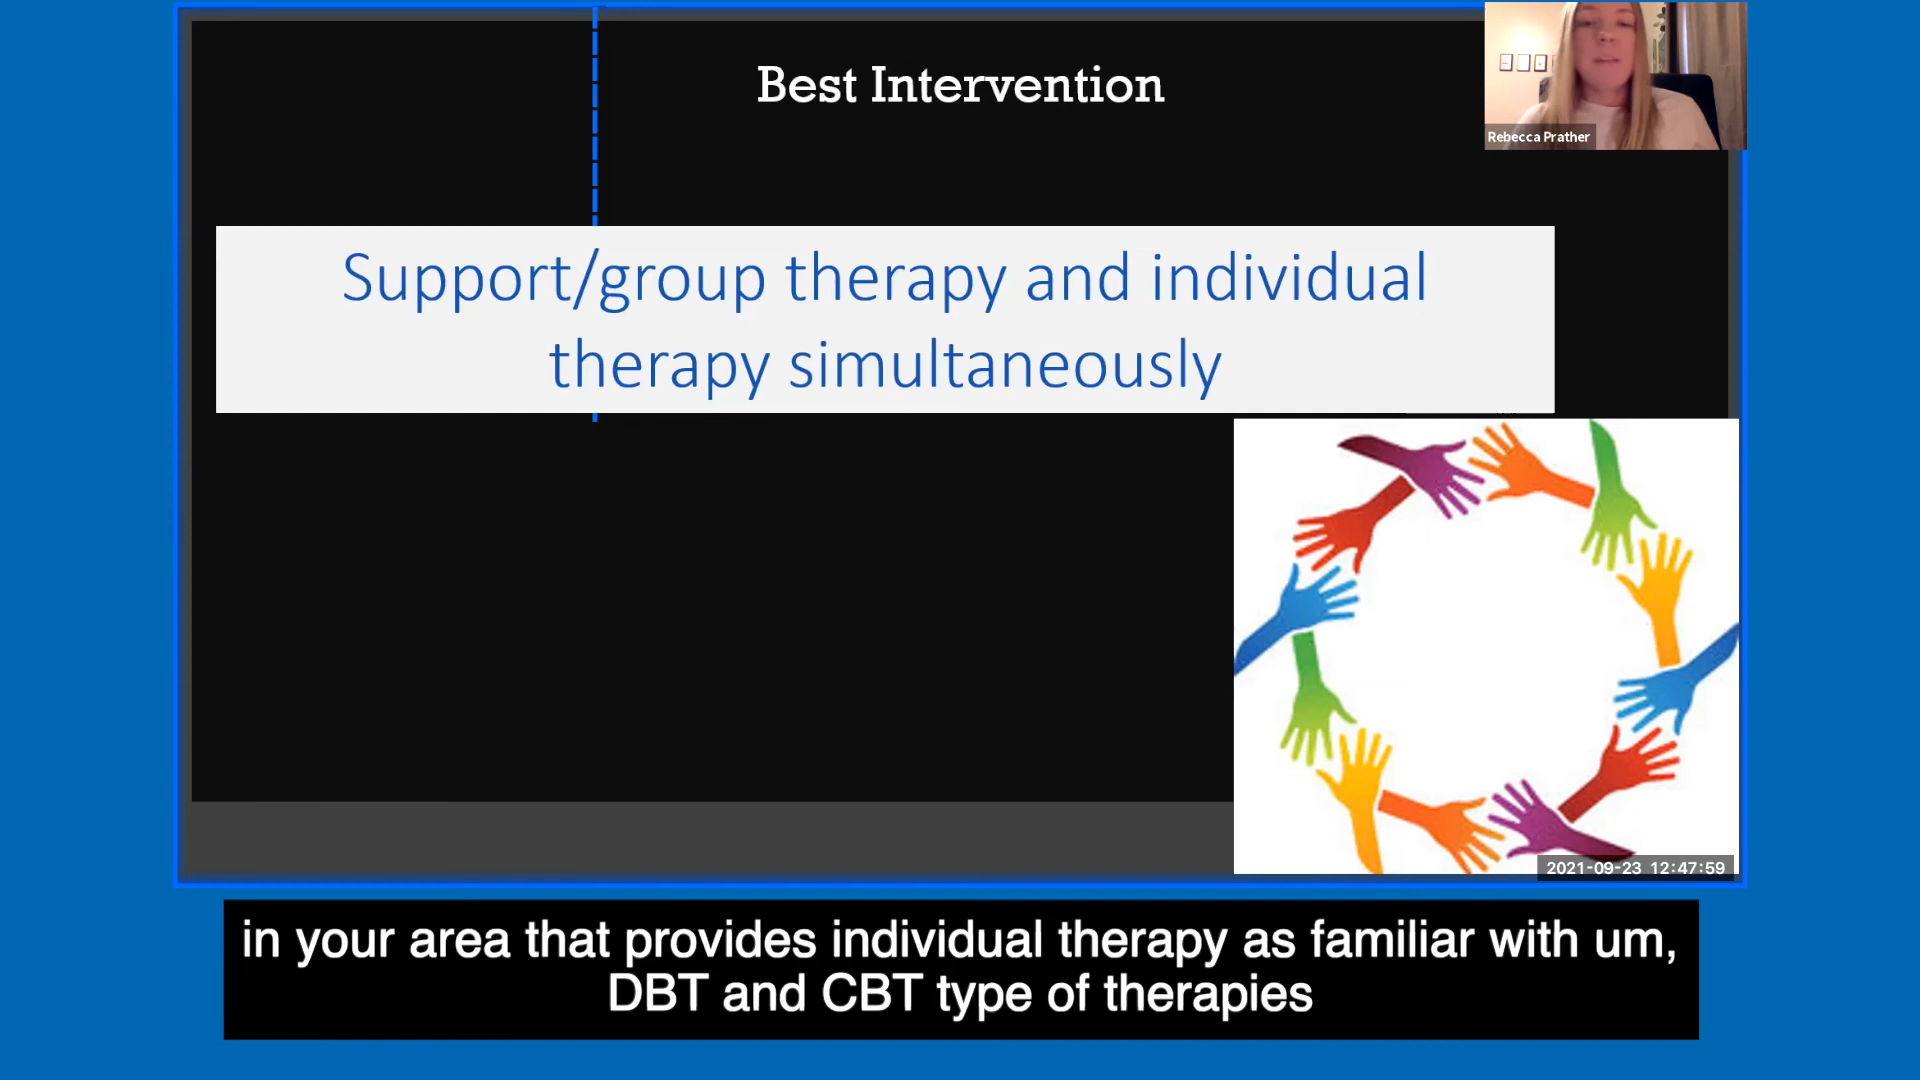 Best Intervention
Rebecca Prather
Support/group therapy and individual
therapy simultaneously
2021-09-23 12:47:59
in your area that provides individual therapy as familiar with um,
DBT and CBT type of therapies